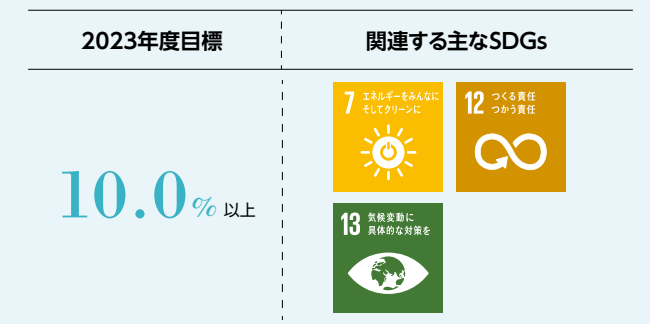 2023年度目標
関連する主なSDGs
10.0% 以上
7 エネルギーをみんなに
そしてクリーンに
12 つくる責任
つかう責任
13 気候変動に
具体的な対策を